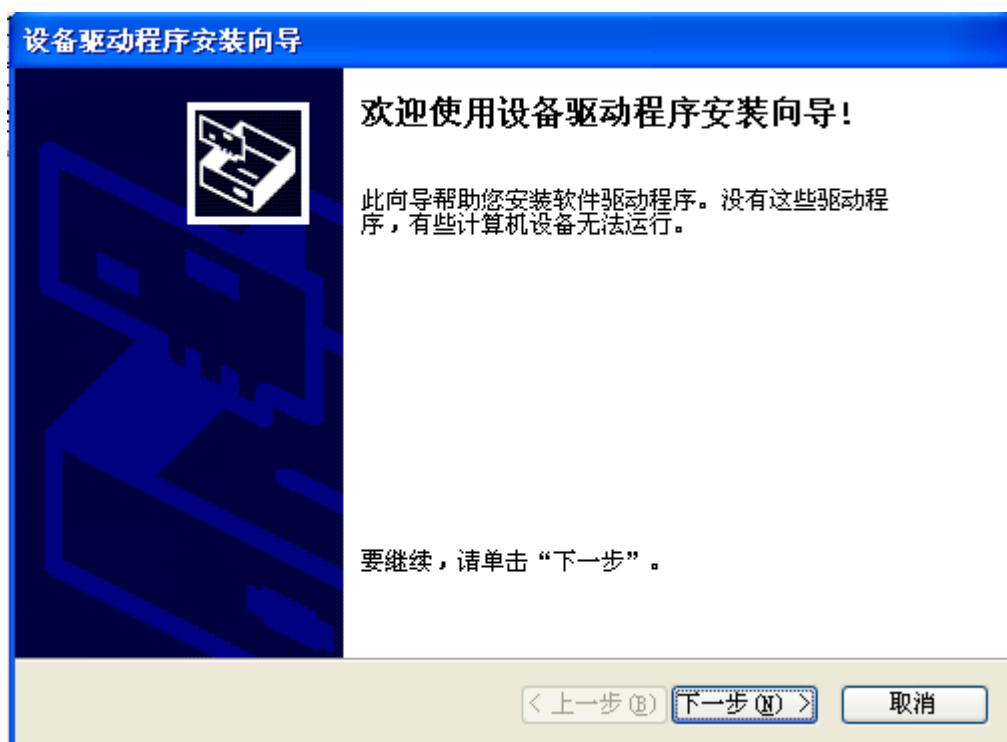 设备驱动程序安装向导
欢迎使用设备驱动程序安装向导!
此向导帮助您安装软件驱动程序。没有这些驱动程
序，有些计算机设备无法运行。
要继续，请单击“下一步”。
< 上一步(B) 下一步(N) > 取消